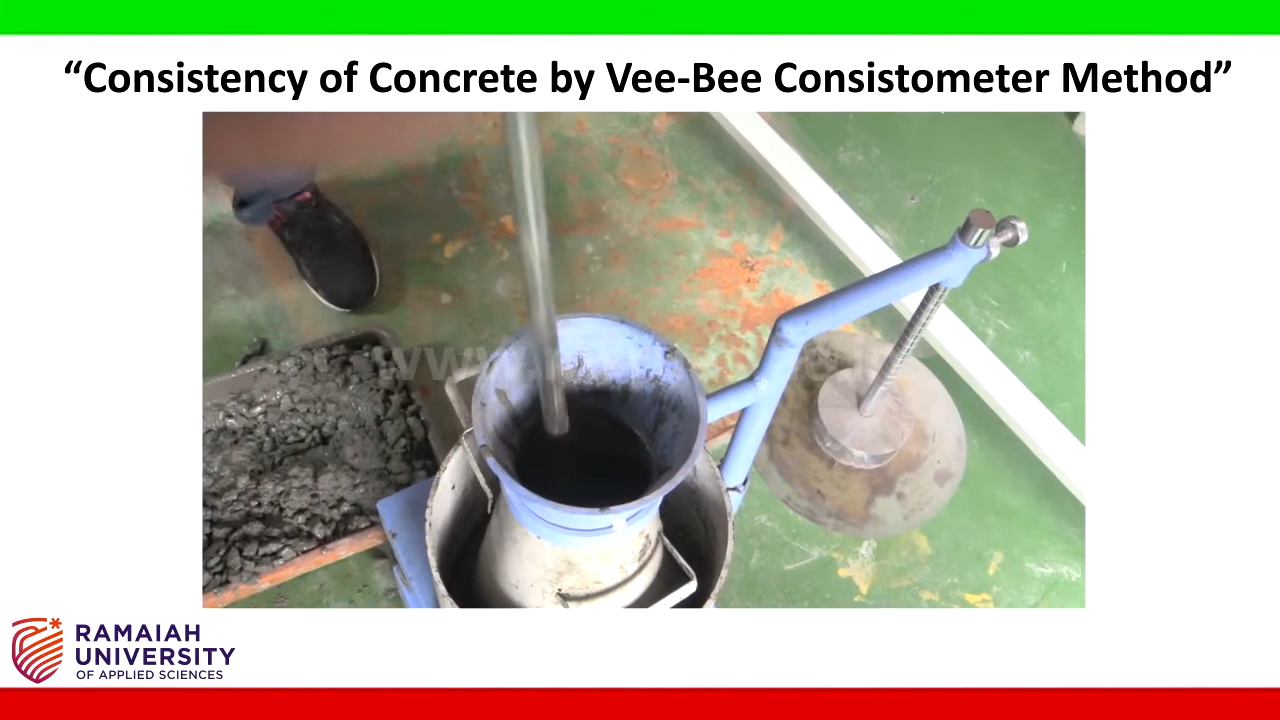 “Consistency of Concrete by Vee-Bee Consistometer Method”
RAMAIAH
UNIVERSITY
OF APPLIED SCIENCES